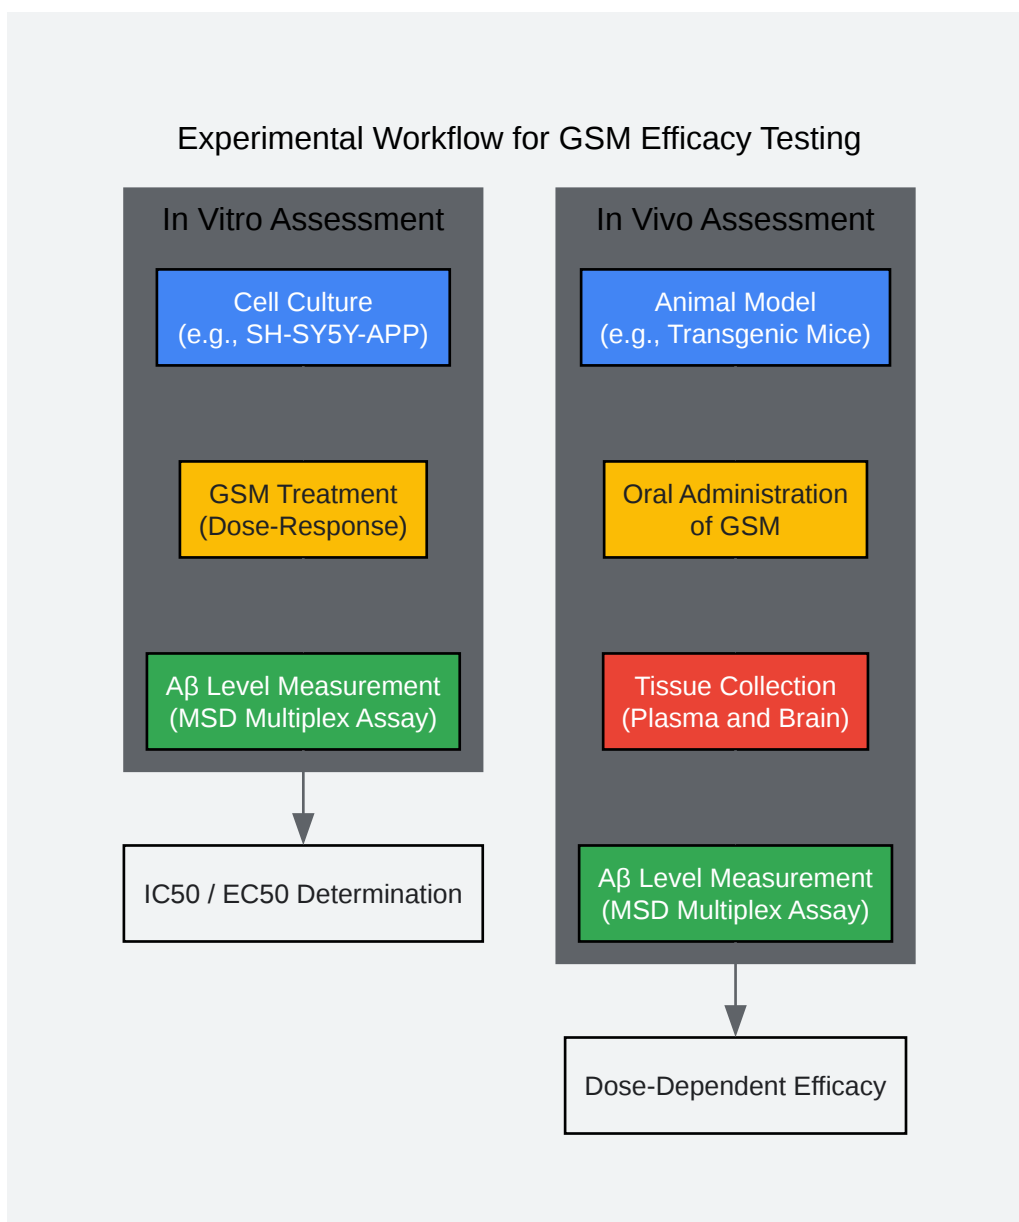 Experimental Workflow for GSM Efficacy Testing
In Vitro Assessment
Cell Culture
(e.g., SH-SY5Y-APP)
GSM Treatment
(Dose-Response)
Aβ Level Measurement
(MSD Multiplex Assay)
IC50 / EC50 Determination
In Vivo Assessment
Animal Model
(e.g., Transgenic Mice)
Oral Administration
of GSM
Tissue Collection
(Plasma and Brain)
Aβ Level Measurement
(MSD Multiplex Assay)
Dose-Dependent Efficacy